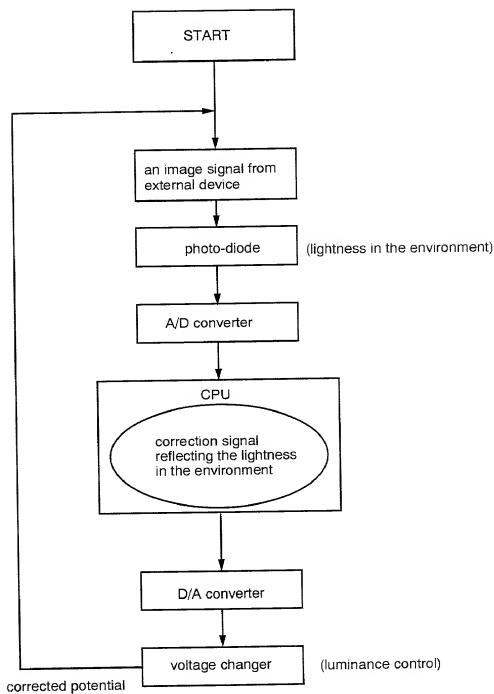 START
an image signal from
external device
photo-diode
(lightness in the environment)
A/D converter
CPU
correction signal
reflecting the lightness
in the environment
D/A converter
voltage changer
(luminance control)
corrected potential